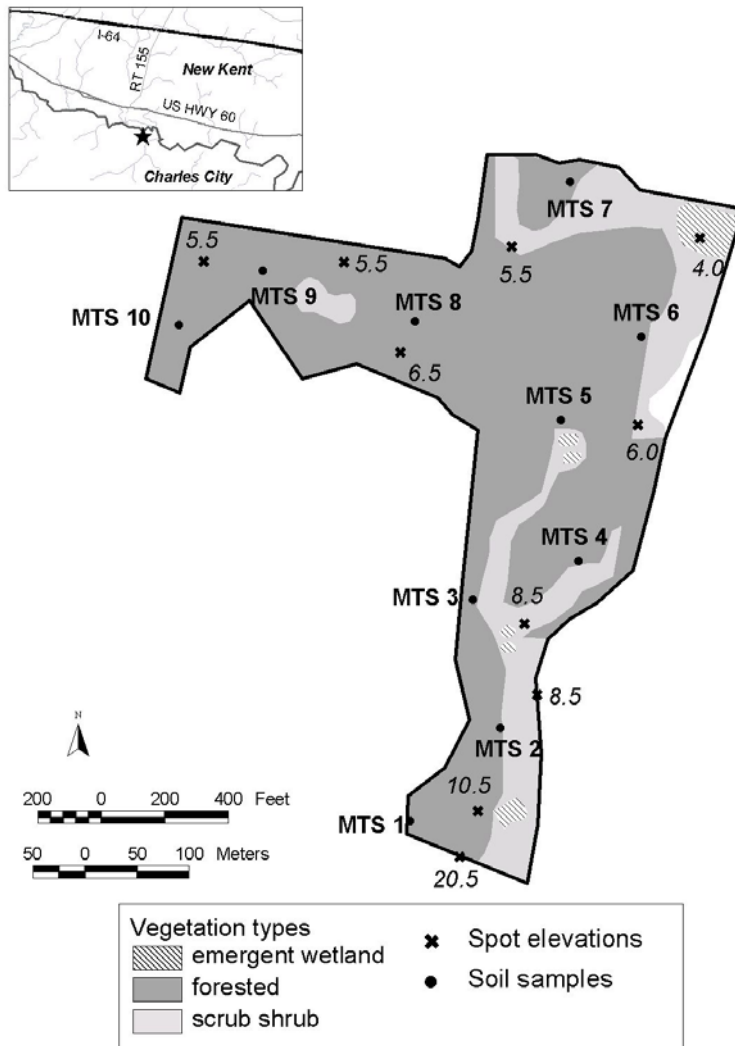 I-64
RT 155
New Kent
US HWY 60
Charles City
MTS 7
5.5
5.5
5.5
4.0
MTS 9
MTS 8
MTS 10
MTS 6
6.5
MTS 5
6.0
MTS 4
MTS 3
8.5
8.5
MTS 2
10.5
MTS 1
20.5
N
200 0 200 400 Feet
50 0 50 100 Meters
Vegetation types
emergent wetland
forested
scrub shrub
Spot elevations
Soil samples